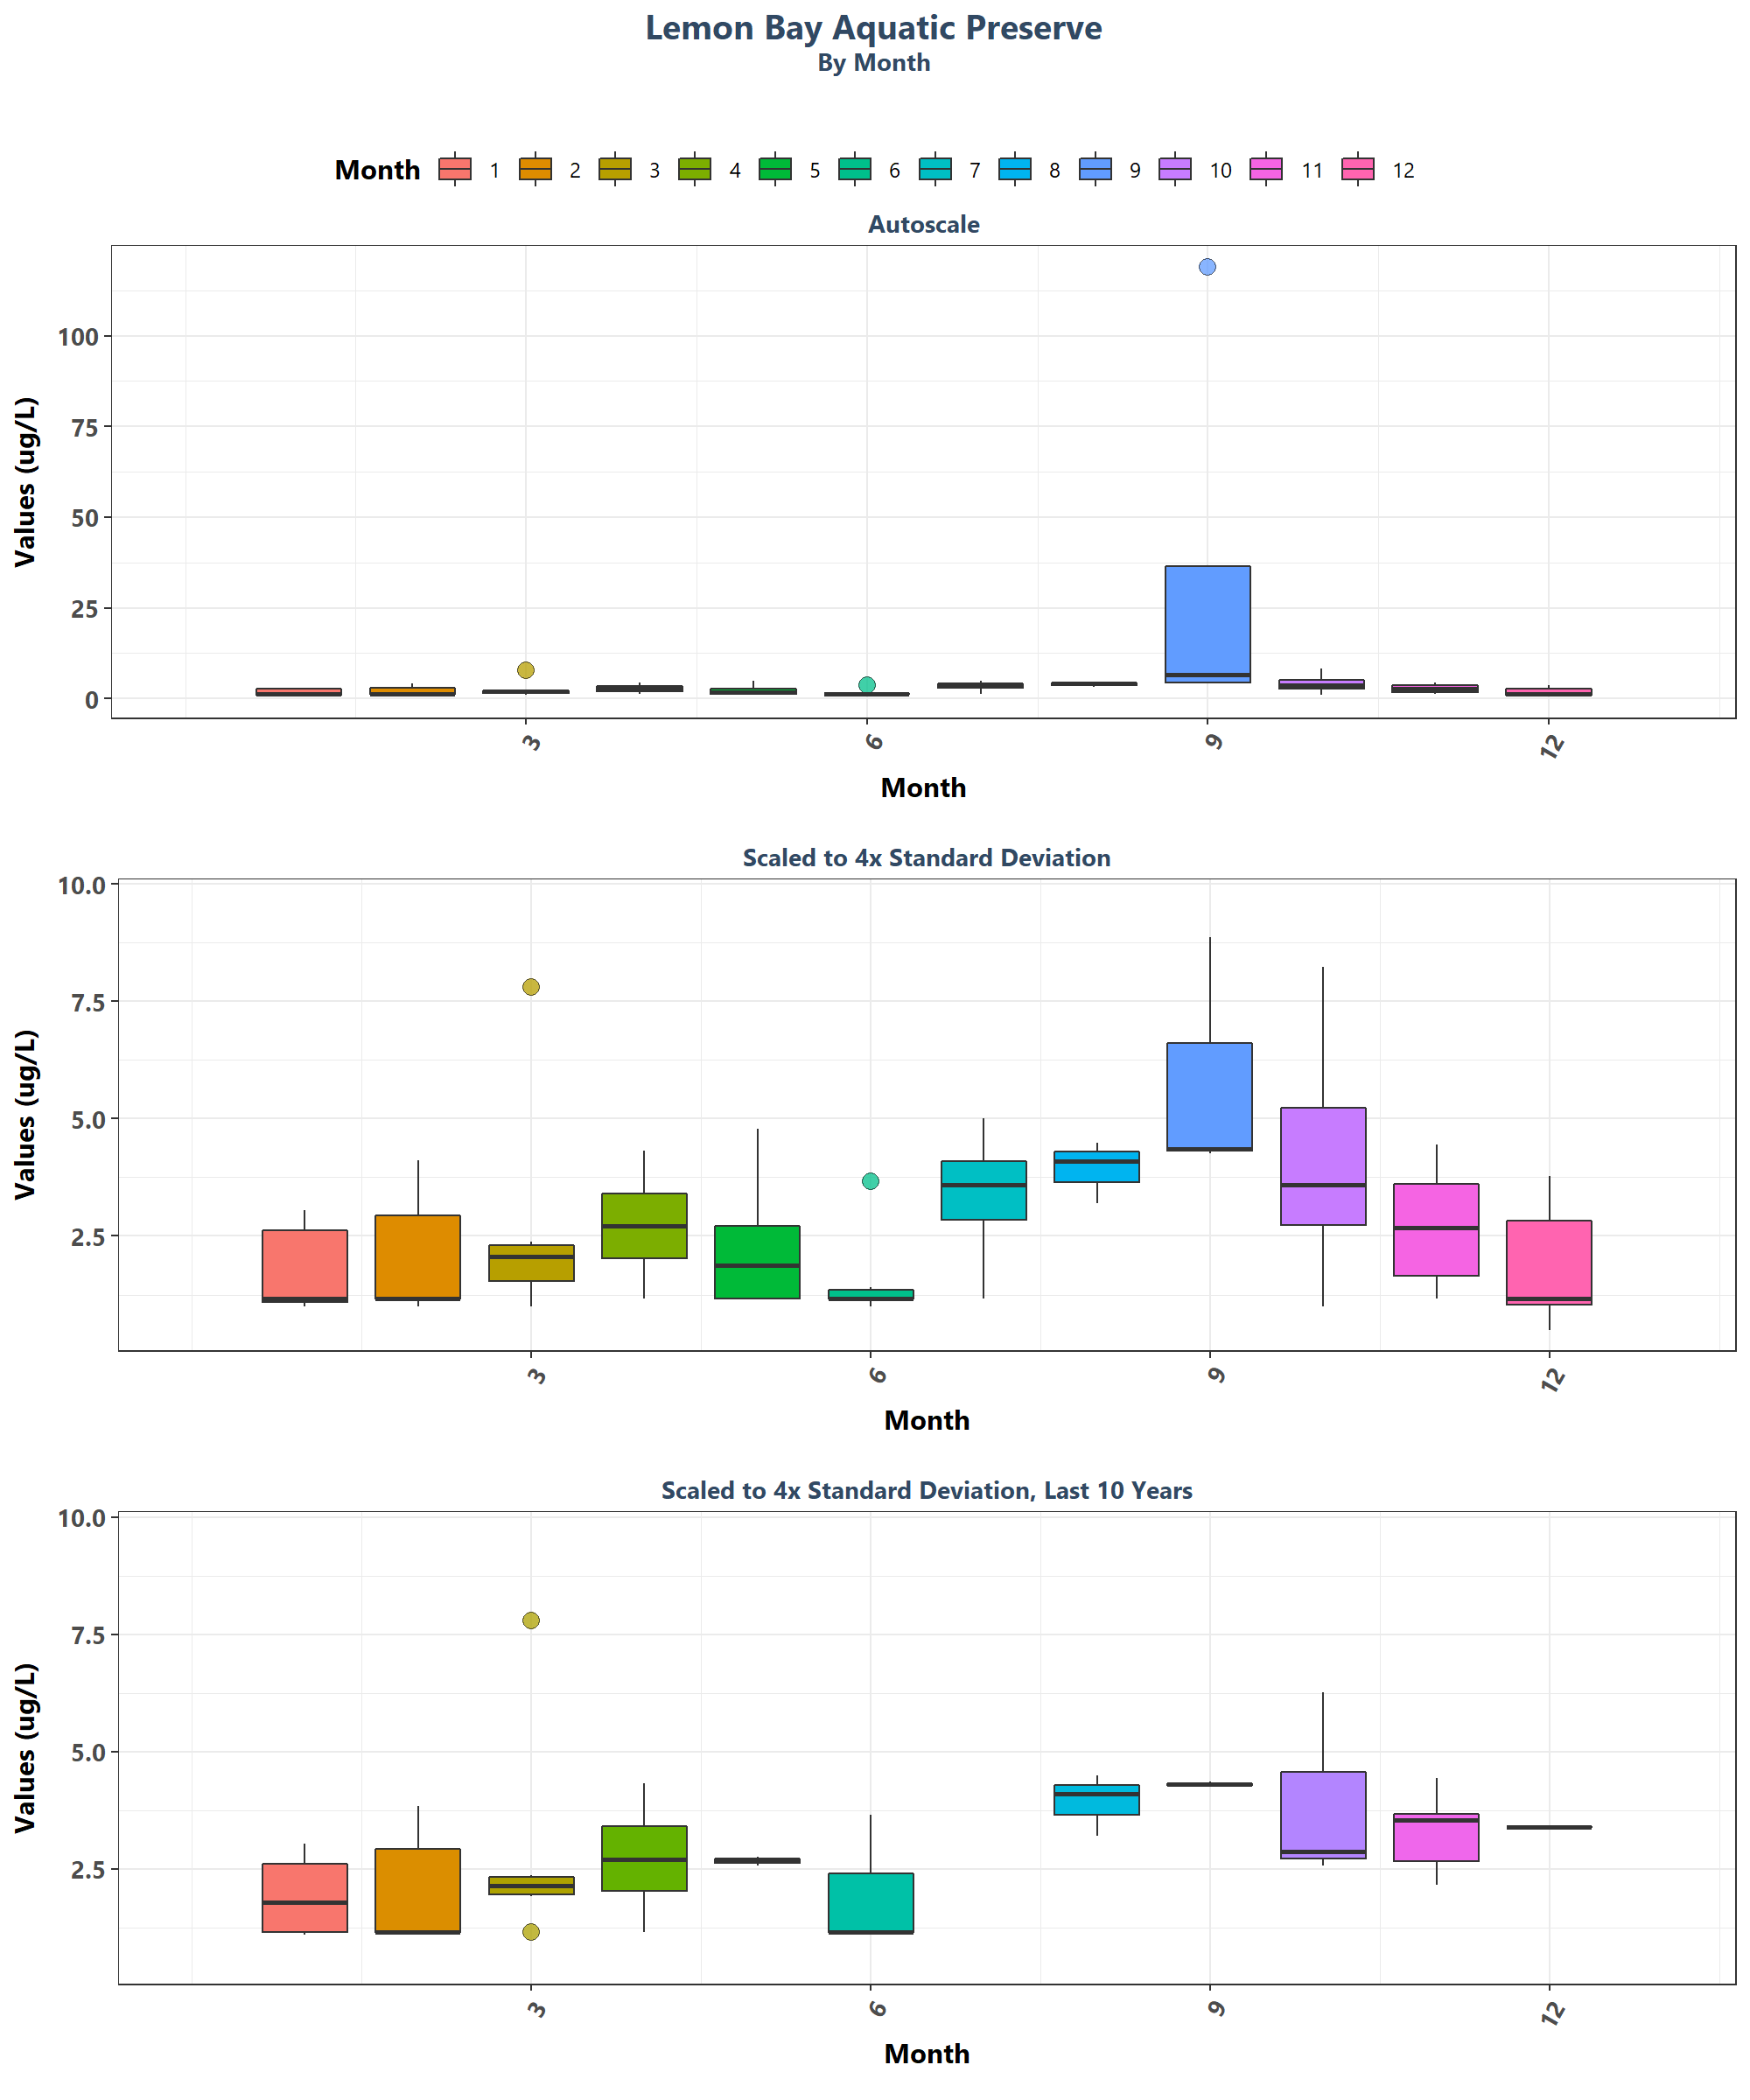 Lemon Bay Aquatic Preserve
By Month
Month 1 2 3 4 5 6 7 8 9 10 11 12
Autoscale
Values (ug/L)
100
75
50
25
0
3 6 9 12
Month
Scaled to 4x Standard Deviation
Values (ug/L)
10.0
7.5
5.0
2.5
3 6 9 12
Month
Scaled to 4x Standard Deviation, Last 10 Years
Values (ug/L)
10.0
7.5
5.0
2.5
3 6 9 12
Month